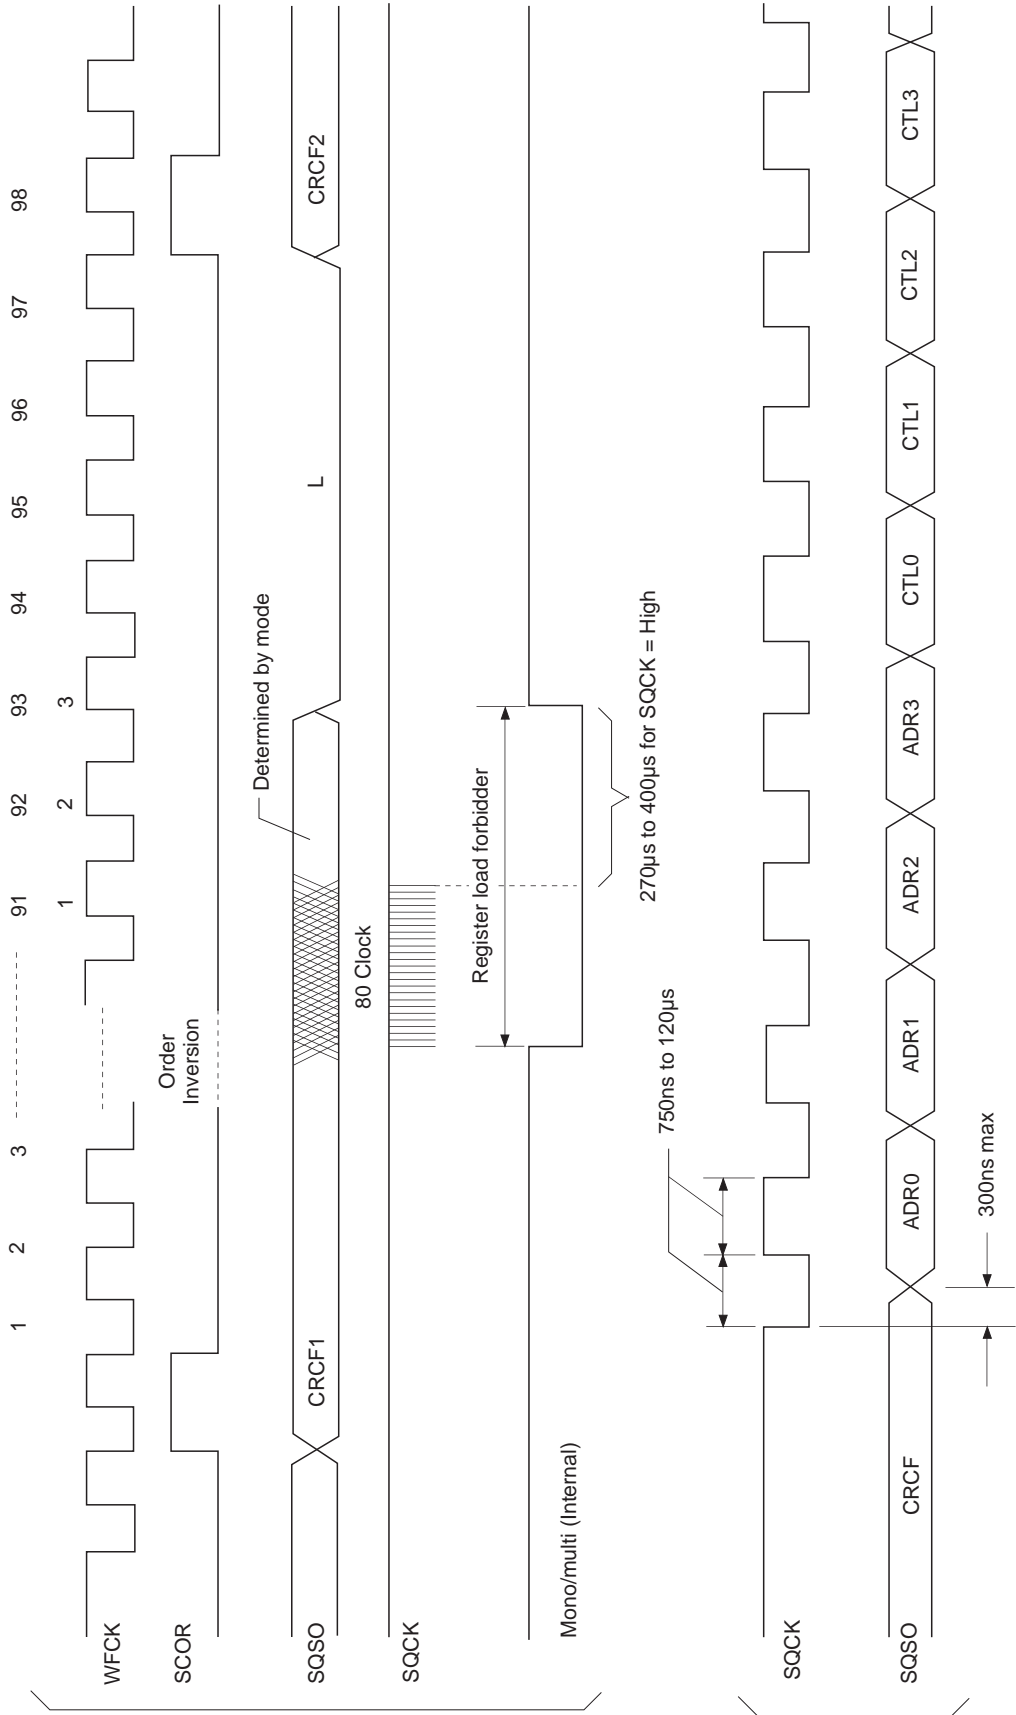 1 2 3 91 92 93 94 95 96 97 98
1 2 3
WFCK
SCOR
Order
Inversion
SQSO
CRCF1
Determined by mode
L
CRCF2
SQCK
80 Clock
Register load forbidder
Mono/multi (Internal)
270µs to 400µs for SQCK = High
750ns to 120µs
SQCK
SQSO
CRCF ADR0 ADR1 ADR2 ADR3 CTL0 CTL1 CTL2 CTL3
300ns max